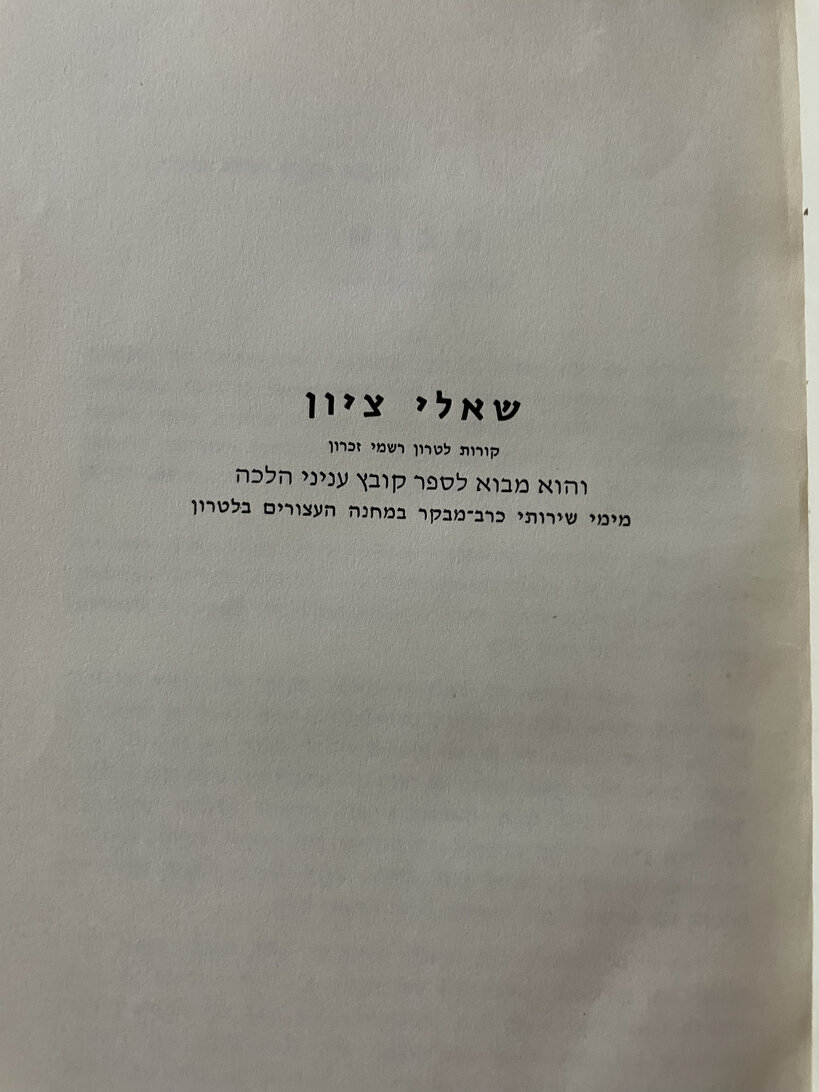 שאלי ציון
קורות לטרון רשמי זכרון
והוא מבוא לספר קובץ עניני הלכה
מימי שירותי כרב־מבקר במחנה העצורים בלטרון